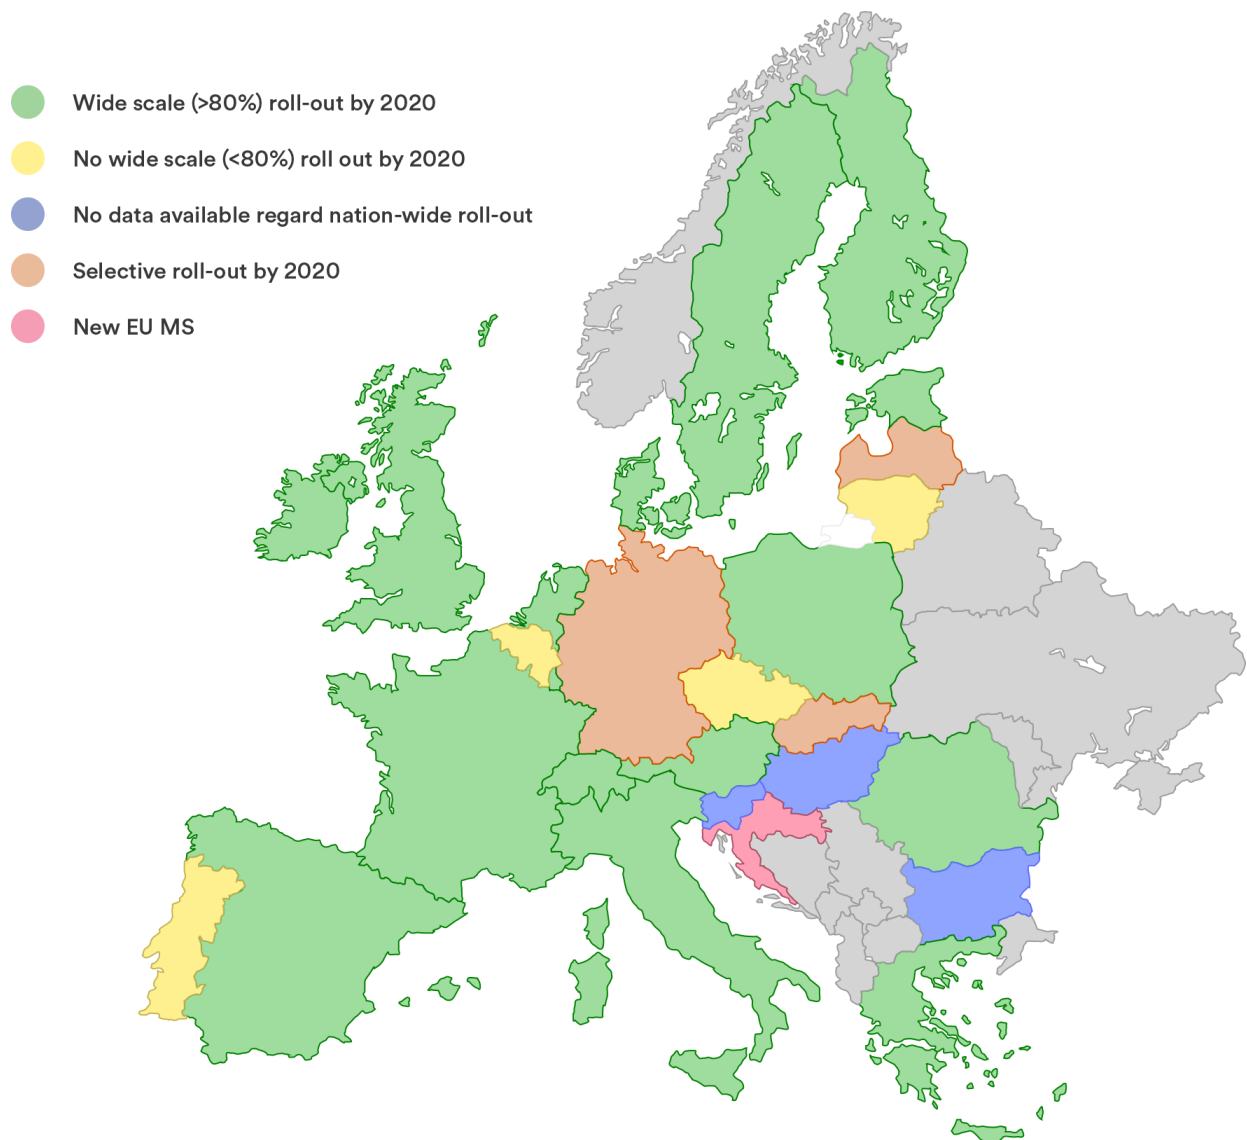 Wide scale (>80%) roll-out by 2020
No wide scale (<80%) roll out by 2020
No data available regard nation-wide roll-out
Selective roll-out by 2020
New EU MS